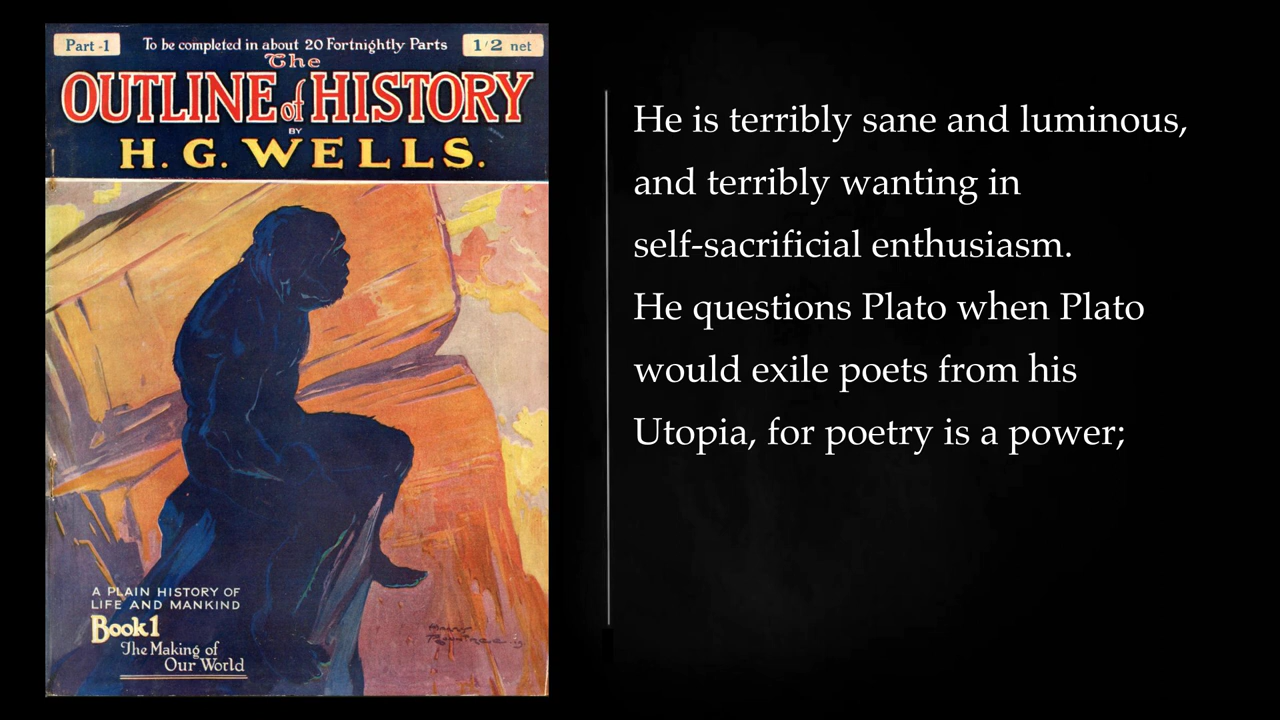 Part -1
To be completed in about 20 Fortnightly Parts
1/2 net
The
OUTLINE of HISTORY
BY
H. G. WELLS.
A PLAIN HISTORY OF
LIFE AND MANKIND
Book 1
The Making of
Our World
He is terribly sane and luminous,
and terribly wanting in
self-sacrificial enthusiasm.
He questions Plato when Plato
would exile poets from his
Utopia, for poetry is a power;